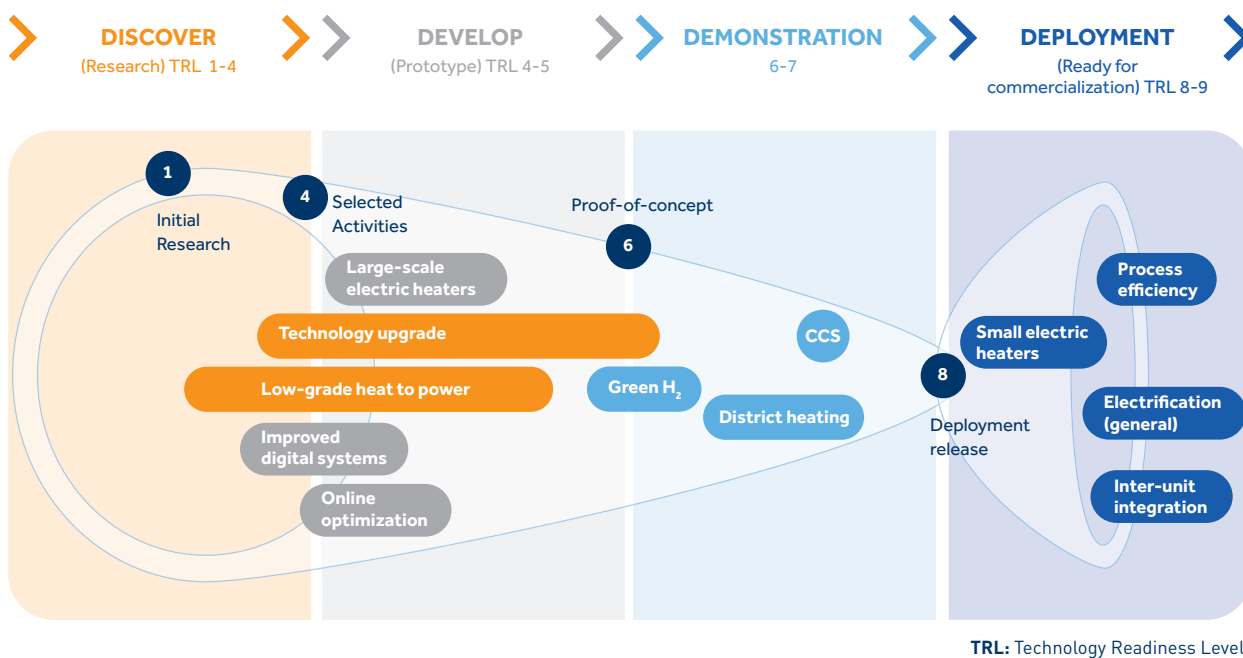 DISCOVER
(Research) TRL 1-4
DEVELOP
(Prototype) TRL 4-5
DEMONSTRATION
6-7
DEPLOYMENT
(Ready for
commercialization) TRL 8-9
1
Initial
Research
4
Selected
Activities
Proof-of-concept
6
Large-scale
electric heaters
Technology upgrade
Low-grade heat to power
Improved
digital systems
Online
optimization
CCS
Green H₂
District heating
8
Deployment
release
Process
efficiency
Small electric
heaters
Electrification
(general)
Inter-unit
integration
TRL: Technology Readiness Level